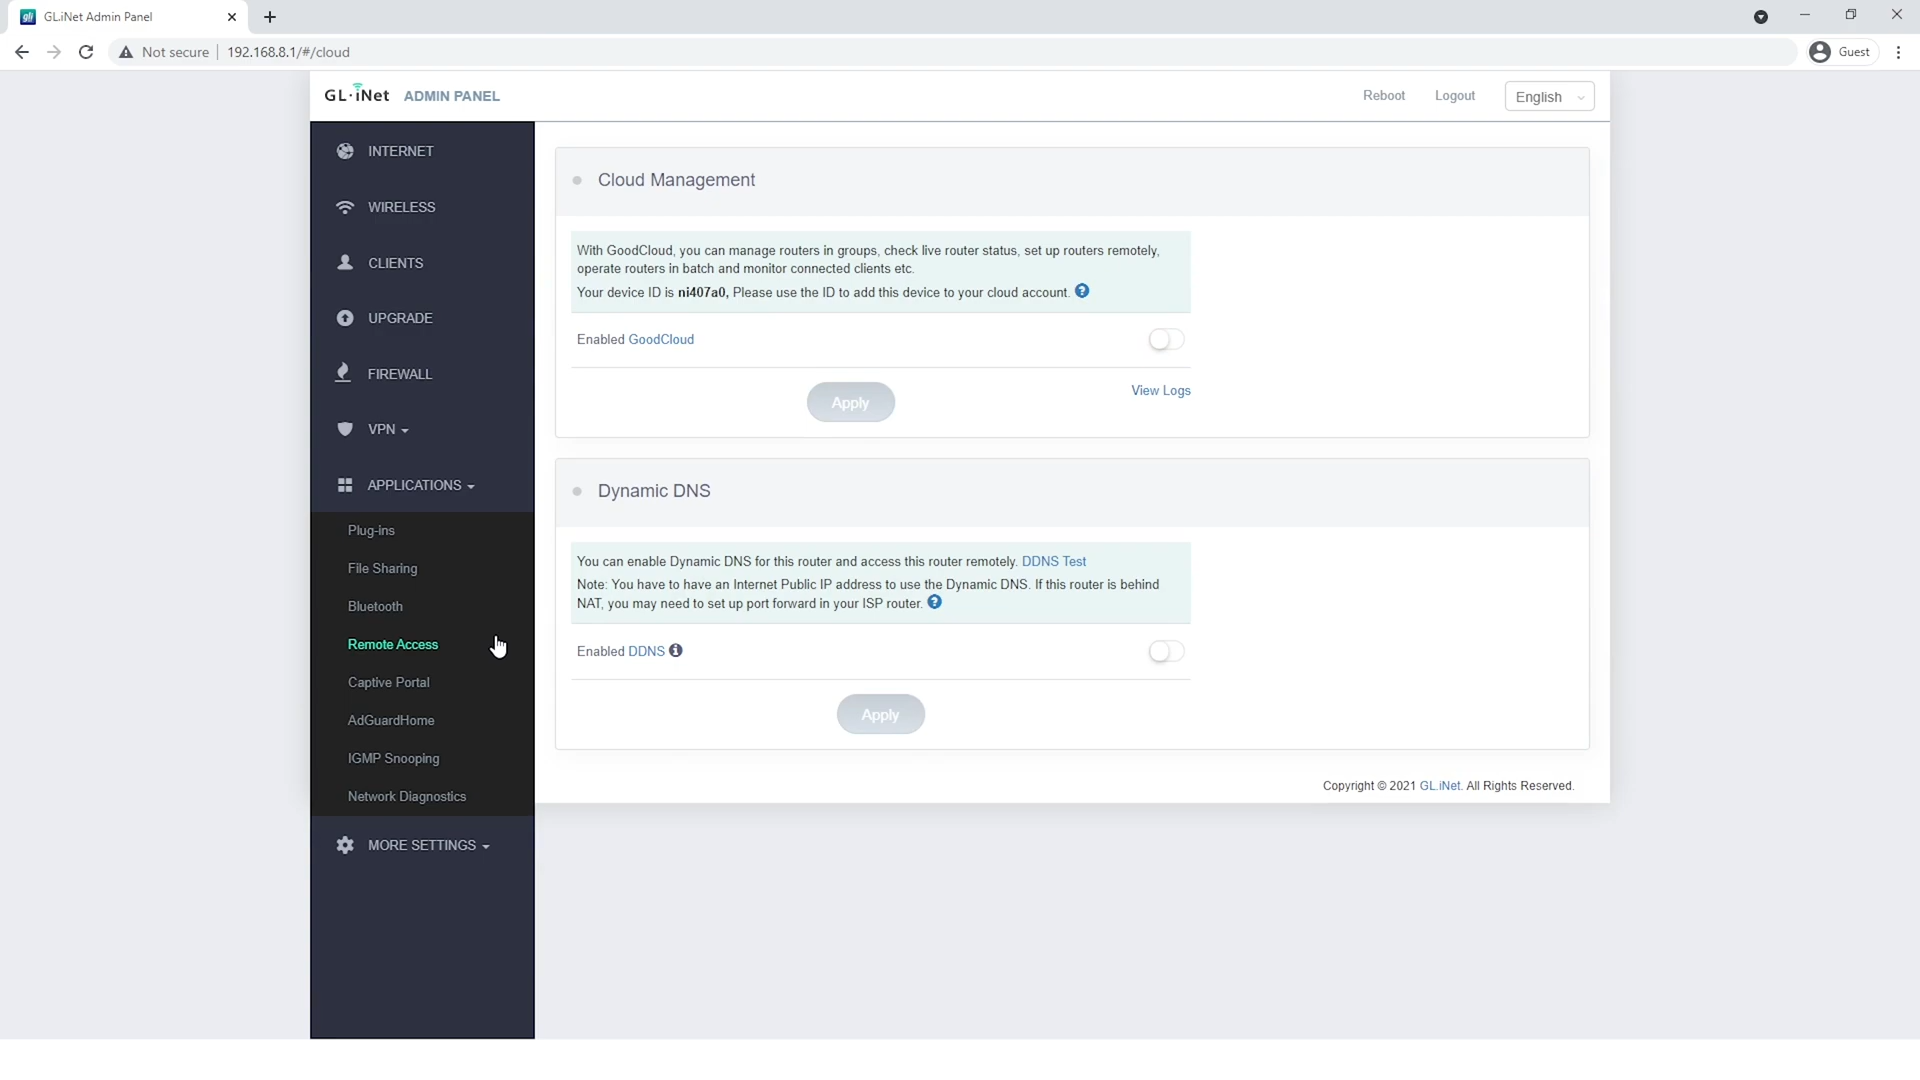 GL.iNet Admin Panel
Not secure
192.168.8.1/#/cloud
Guest
GL·iNet ADMIN PANEL
Reboot
Logout
English
INTERNET
WIRELESS
CLIENTS
UPGRADE
FIREWALL
VPN
APPLICATIONS
Plug-ins
File Sharing
Bluetooth
Remote Access
Captive Portal
AdGuardHome
IGMP Snooping
Network Diagnostics
MORE SETTINGS
Cloud Management
With GoodCloud, you can manage routers in groups, check live router status, set up routers remotely,
operate routers in batch and monitor connected clients etc.
Your device ID is ni407a0, Please use the ID to add this device to your cloud account.
Enabled GoodCloud
Apply
View Logs
Dynamic DNS
You can enable Dynamic DNS for this router and access this router remotely. DDNS Test
Note: You have to have an Internet Public IP address to use the Dynamic DNS. If this router is behind
NAT, you may need to set up port forward in your ISP router.
Enabled DDNS
Apply
Copyright © 2021 GL.iNet. All Rights Reserved.